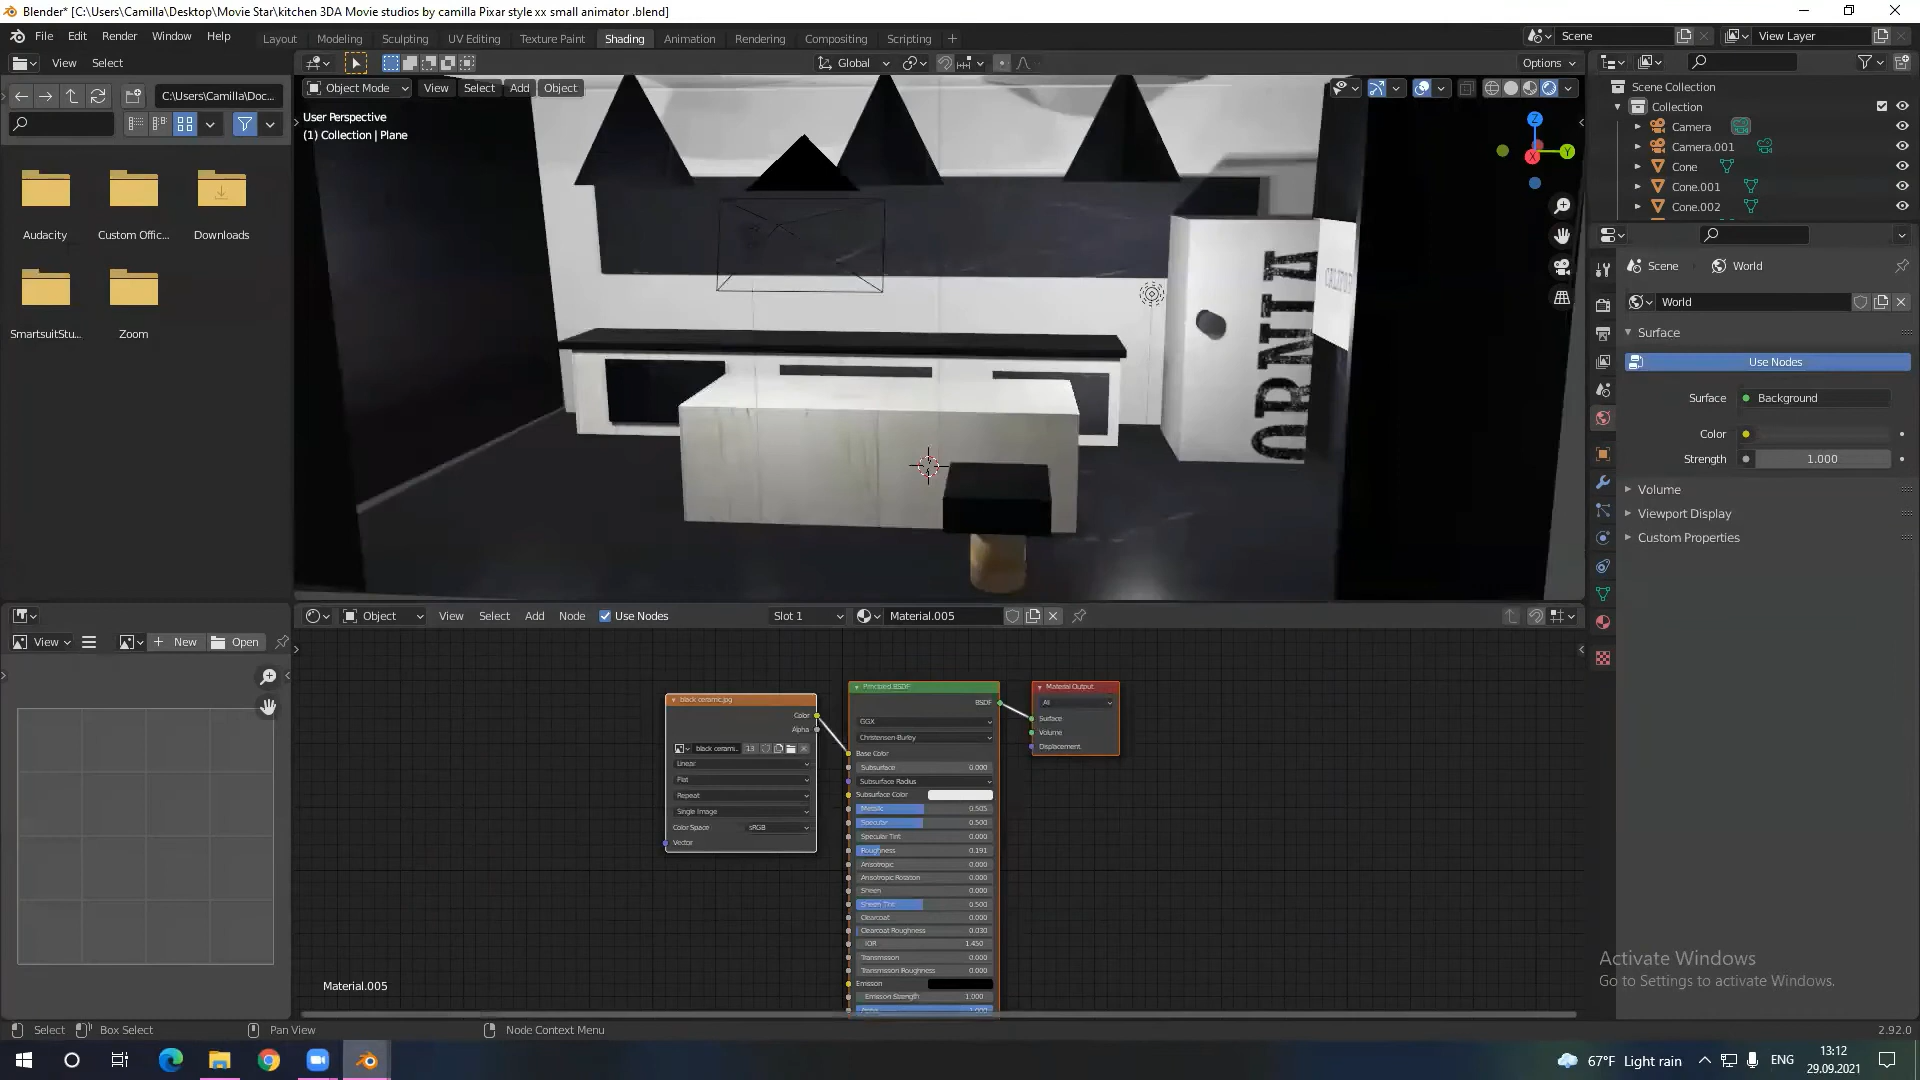 Blender* [C:\Users\Camilla\Desktop\Movie Star\kitchen 3DA Movie studios by camilla Pixar style xx small animator .blend]
File Edit Render Window Help
Layout Modeling Sculpting UV Editing Texture Paint Shading Animation Rendering Compositing Scripting +
Scene
View Layer
View Select
Global
Options
C:\Users\Camilla\Doc...
Object Mode View Select Add Object
User Perspective
(1) Collection | Plane
Z
Y
X
ORNIA
Audacity
Custom Offic...
Downloads
SmartsuitStu...
Zoom
Scene Collection
Collection
Camera
Camera.001
Cone
Cone.001
Cone.002
Scene World
World
Surface
Use Nodes
Surface Background
Color
Strength 1.000
Volume
Viewport Display
Custom Properties
Object View Select Add Node Use Nodes Slot 1 Material.005
View + New Open
black ceramic.jpg
Color
Alpha
black cerami... 13
Linear
Flat
Repeat
Single Image
Color Space sRGB
Vector
Principled BSDF
BSDF
GGX
Christensen-Burley
Base Color
Subsurface 0.000
Subsurface Radius
Subsurface Color
Metallic 0.505
Specular 0.500
Specular Tint 0.000
Roughness 0.191
Anisotropic 0.000
Anisotropic Rotation 0.000
Sheen 0.000
Sheen Tint 0.500
Clearcoat 0.000
Clearcoat Roughness 0.030
IOR 1.450
Transmission 0.000
Transmission Roughness 0.000
Emission
Emission Strength 1.000
Alpha 1.000
Material Output
All
Surface
Volume
Displacement
Material.005
Activate Windows
Go to Settings to activate Windows.
Select Box Select Pan View Node Context Menu
2.92.0
67°F Light rain
ENG
13:12
29.09.2021